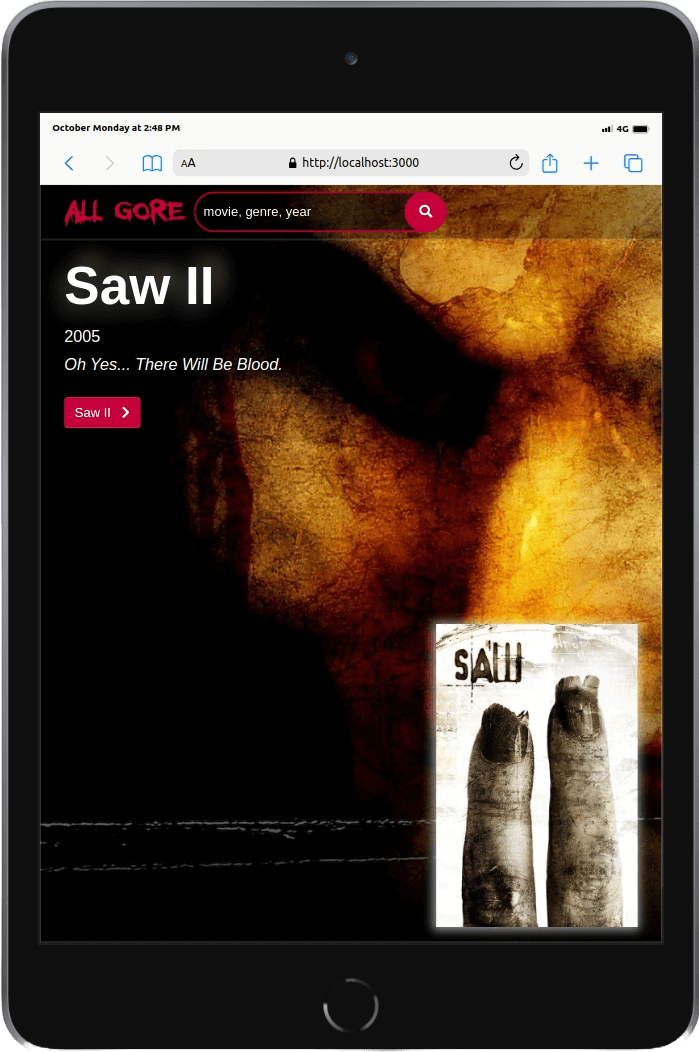 October Monday at 2:48 PM
4G
AA
http://localhost:3000
ALL GORE
movie, genre, year
Saw II
2005
Oh Yes... There Will Be Blood.
Saw II
SAW